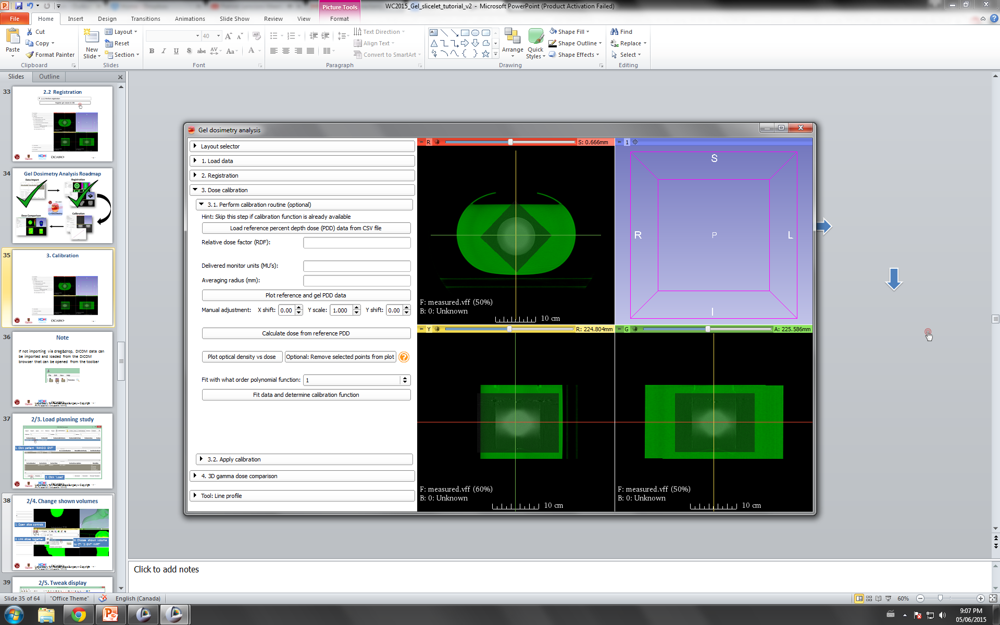 WC2015_Gel_slicelet_tutorial_v2 - Microsoft PowerPoint (Product Activation Failed)
Picture Tools
File
Home
Insert
Design
Transitions
Animations
Slide Show
Review
View
Format
Paste
Cut
Copy
Format Painter
Clipboard
New
Slide
Layout
Reset
Section
Slides
40
Font
Text Direction
Align Text
Convert to SmartArt
Paragraph
Arrange
Quick
Styles
Shape Fill
Shape Outline
Shape Effects
Drawing
Find
Replace
Select
Editing
Slides
Outline
33
2.2 Registration
34
Gel Dosimetry Analysis Roadmap
Data Import
Registration
Dose Comparison
Calibration
35
3. Calibration
36
Note
If not importing via drag&drop, DICOM data can
be imported and loaded from the DICOM
browser that can be opened from the toolbar
37
2/3. Load planning study
1. Click patient "RANDO ENT"
2. Click "Load"
38
2/4. Change shown volumes
1. Open slice controls
2. Link slices together
3. Choose shown volume
to CT: "2: ENT IMRT"
39
2/5. Tweak display
Gel dosimetry analysis
Layout selector
1. Load data
2. Registration
3. Dose calibration
3.1. Perform calibration routine (optional)
Hint: Skip this step if calibration function is already available
Load reference percent depth dose (PDD) data from CSV file
Relative dose factor (RDF):
Delivered monitor units (MU's):
Averaging radius (mm):
Plot reference and gel PDD data
Manual adjustment: X shift: 0.00 Y scale: 1.000 Y shift: 0.00
Calculate dose from reference PDD
Plot optical density vs dose
Optional: Remove selected points from plot
Fit with what order polynomial function: 1
Fit data and determine calibration function
3.2. Apply calibration
4. 3D gamma dose comparison
Tool: Line profile
R
S: 0.666mm
F: measured.vff (50%)
B: 0: Unknown
10 cm
1
S
R
P
L
I
Y
R: 224.804mm
F: measured.vff (60%)
B: 0: Unknown
10 cm
G
A: 225.586mm
F: measured.vff (50%)
B: 0: Unknown
10 cm
Click to add notes
Slide 35 of 64
"Office Theme"
English (Canada)
60%
9:07 PM
05/06/2015